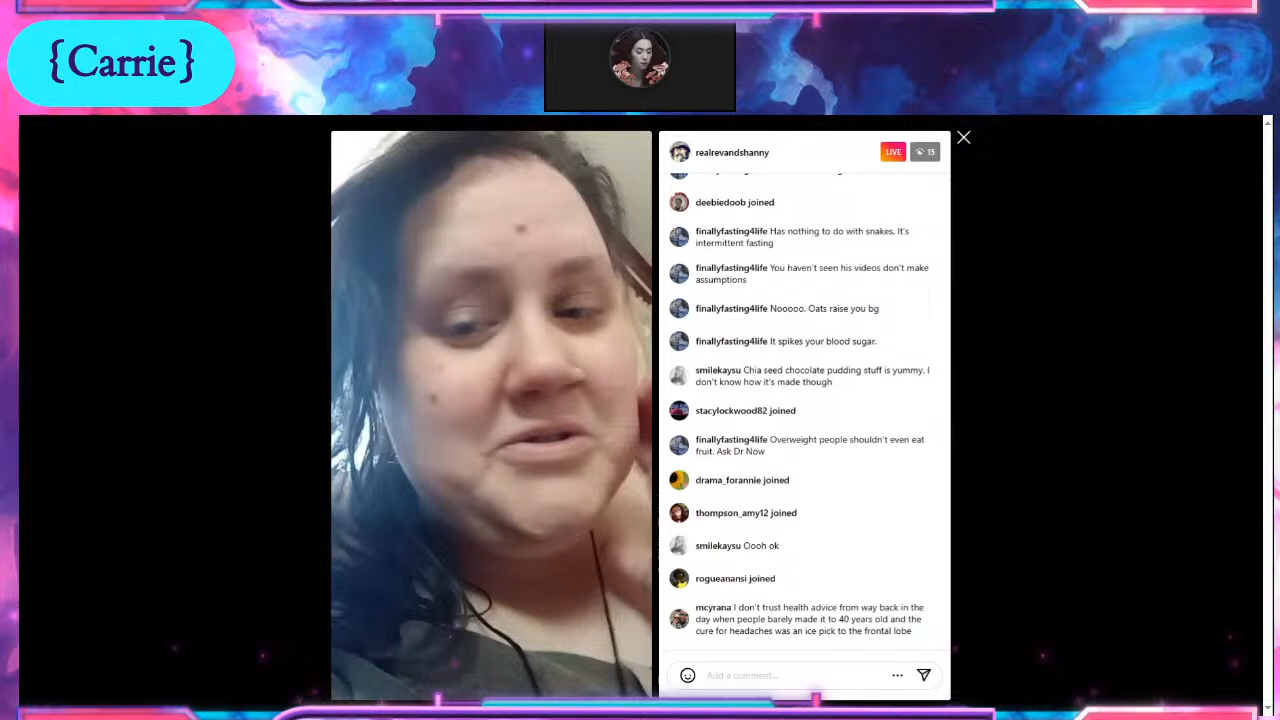 {Carrie}
realrevandshanny
LIVE
15
deebiedoob joined
finallyfasting4life Has nothing to do with snakes. It's
intermittent fasting
finallyfasting4life You haven't seen his videos don't make
assumptions
finallyfasting4life Nooooo. Oats raise you bg
finallyfasting4life It spikes your blood sugar.
smilekaysu Chia seed chocolate pudding stuff is yummy. I
don't know how it's made though
stacylockwood82 joined
finallyfasting4life Overweight people shouldn't even eat
fruit. Ask Dr Now
drama_forannie joined
thompson_amy12 joined
smilekaysu Oooh ok
rogueanansi joined
mcyrana I don't trust health advice from way back in the
day when people barely made it to 40 years old and the
cure for headaches was an ice pick to the frontal lobe
Add a comment...